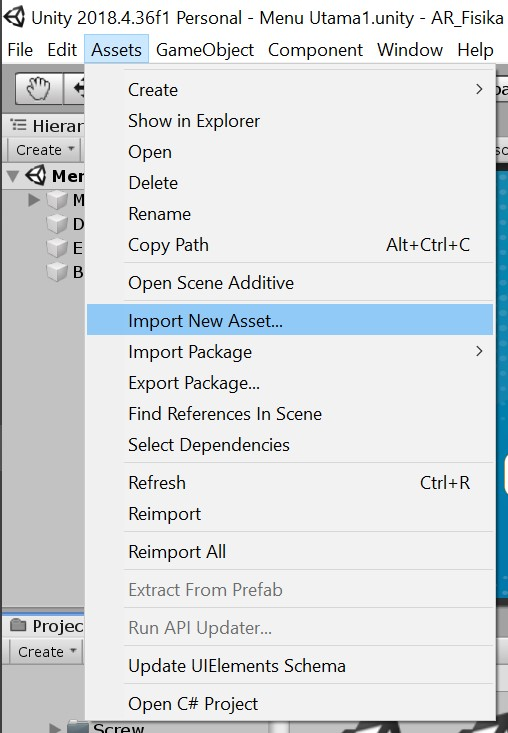 Unity 2018.4.36f1 Personal - Menu Utama1.unity - AR_Fisika
File Edit Assets GameObject Component Window Help
Create
Show in Explorer
Open
Delete
Rename
Copy Path Alt+Ctrl+C
Open Scene Additive
Import New Asset...
Import Package
Export Package...
Find References In Scene
Select Dependencies
Refresh Ctrl+R
Reimport
Reimport All
Extract From Prefab
Run API Updater...
Update UIElements Schema
Open C# Project
Hierar
Create
Mer
M
D
E
B
Projec
Create
Screw